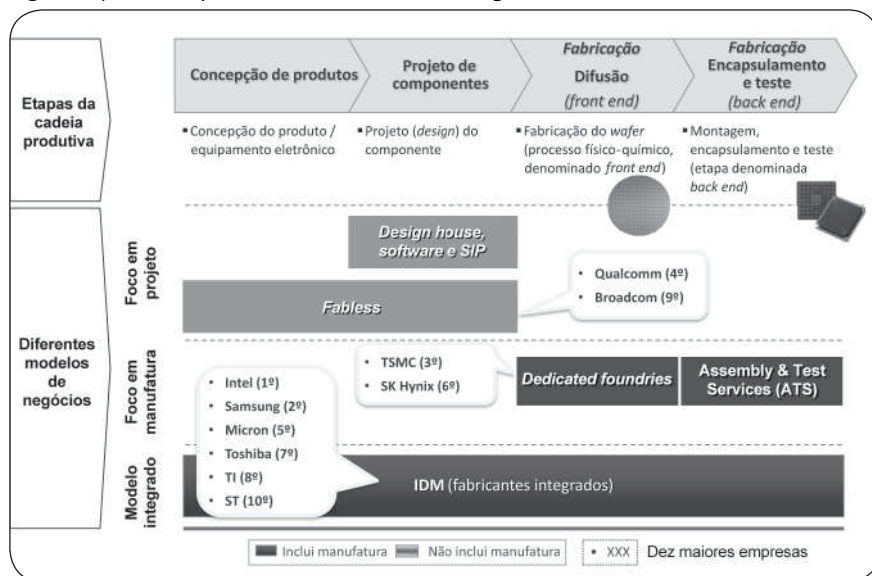 Etapas da
cadeia
produtiva
Concepção de produtos
Projeto de
componentes
Fabricação
Difusão
(front end)
Fabricação
Encapsulamento
e teste
(back end)
▪ Concepção do produto /
equipamento eletrônico
▪ Projeto (design) do
componente
▪ Fabricação do wafer
(processo físico-químico,
denominado front end)
▪ Montagem,
encapsulamento e teste
(etapa denominada
back end)
Diferentes
modelos
de
negócios
Foco em
projeto
Design house,
software e SIP
Fabless
• Qualcomm (4º)
• Broadcom (9º)
Foco em
manufatura
• TSMC (3º)
• SK Hynix (6º)
Dedicated foundries
Assembly & Test
Services (ATS)
Modelo
integrado
• Intel (1º)
• Samsung (2º)
• Micron (5º)
• Toshiba (7º)
• TI (8º)
• ST (10º)
IDM (fabricantes integrados)
Inclui manufatura
Não inclui manufatura
• XXX
Dez maiores empresas